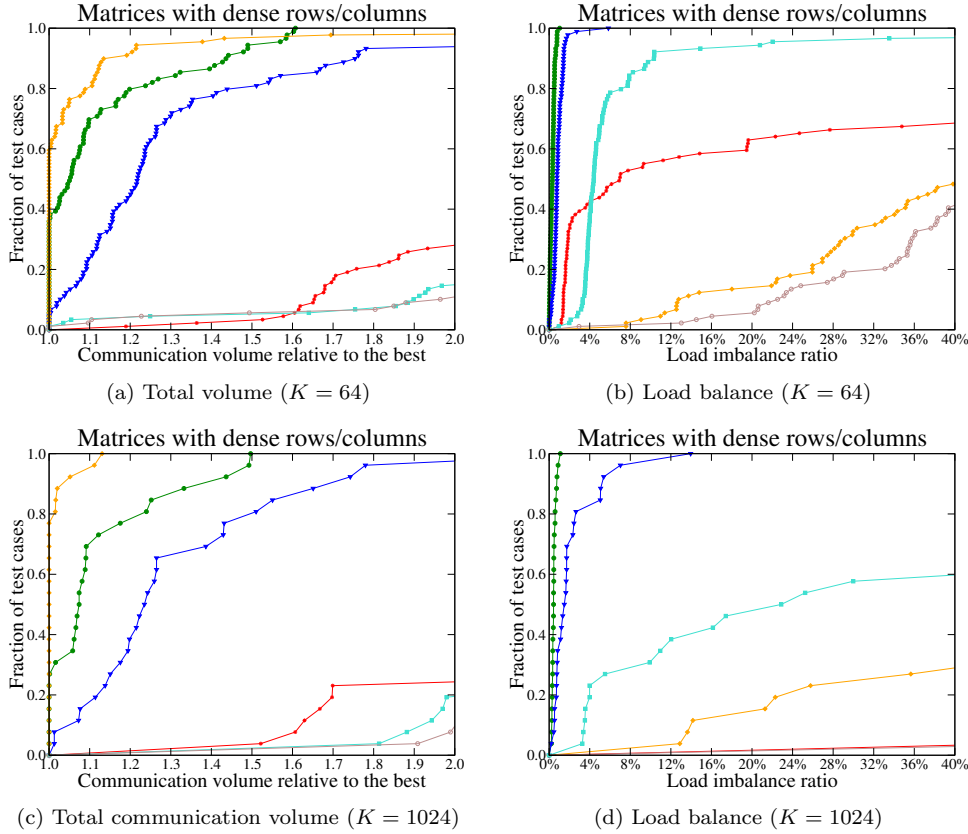 Matrices with dense rows/columns
Fraction of test cases
1.0
0.8
0.6
0.4
0.2
0.0
1.0 1.1 1.2 1.3 1.4 1.5 1.6 1.7 1.8 1.9 2.0
Communication volume relative to the best
(a) Total volume (K = 64)
Matrices with dense rows/columns
Fraction of test cases
1.0
0.8
0.6
0.4
0.2
0.0
0% 4% 8% 12% 16% 20% 24% 28% 32% 36% 40%
Load imbalance ratio
(b) Load balance (K = 64)
Matrices with dense rows/columns
Fraction of test cases
1.0
0.8
0.6
0.4
0.2
0.0
1.0 1.1 1.2 1.3 1.4 1.5 1.6 1.7 1.8 1.9 2.0
Communication volume relative to the best
(c) Total communication volume (K = 1024)
Matrices with dense rows/columns
Fraction of test cases
1.0
0.8
0.6
0.4
0.2
0.0
0% 4% 8% 12% 16% 20% 24% 28% 32% 36% 40%
Load imbalance ratio
(d) Load balance (K = 1024)